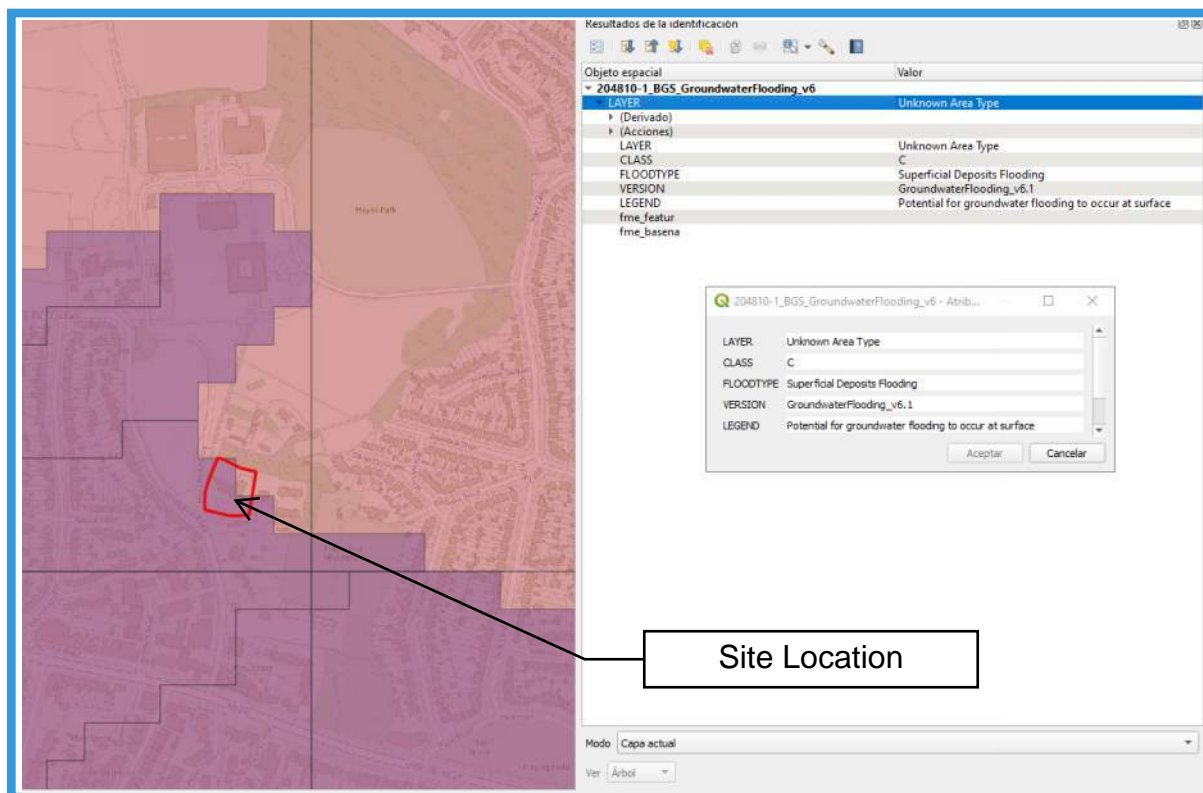 Resultados de la identificación
Objeto espacial Valor
204810-1_BGS_GroundwaterFlooding_v6
LAYER Unknown Area Type
(Derivado)
(Acciones)
LAYER Unknown Area Type
CLASS C
FLOODTYPE Superficial Deposits Flooding
VERSION GroundwaterFlooding_v6.1
LEGEND Potential for groundwater flooding to occur at surface
fme_featur
fme_basena
204810-1_BGS_GroundwaterFlooding_v6 - Atrib...
LAYER Unknown Area Type
CLASS C
FLOODTYPE Superficial Deposits Flooding
VERSION GroundwaterFlooding_v6.1
LEGEND Potential for groundwater flooding to occur at surface
Aceptar Cancelar
Site Location
Modo Capa actual
Ver Árbol